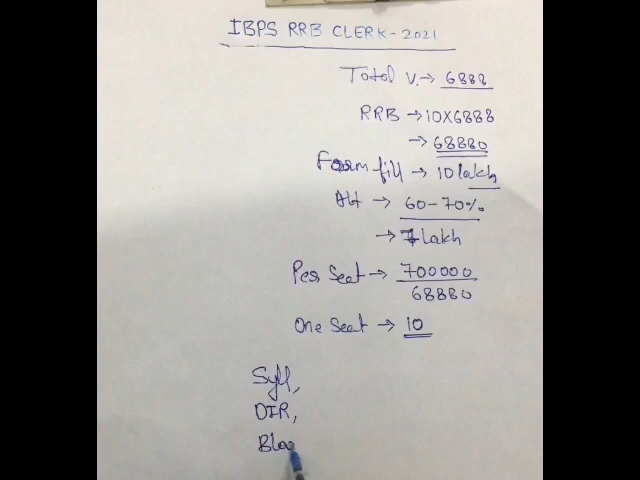 IBPS RRB CLERK - 2021
Total V. → 6888
RRB → 10X6888
→ 68880
Form fill → 10 lakh
Att → 60-70%
→ 7 Lakh
Per Seat → 700000
68880
One Seat → 10
Syll,
DIR,
Bloo